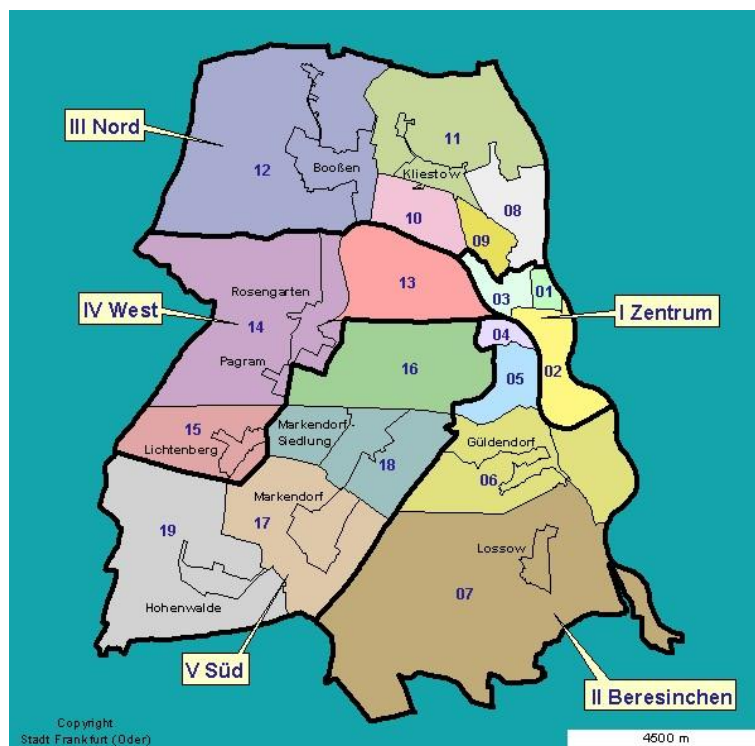 III Nord
11
12
Booßen
Kliestow
08
10
09
01
03
13
Rosengarten
IV West
14
I Zentrum
04
Pagram
16
05
02
15
Lichtenberg
Markendorf-
Siedlung
18
Güldendorf
06
Markendorf
17
19
Lossow
07
Hohenwalde
V Süd
II Beresinchen
Copyright
Stadt Frankfurt (Oder)
4500 m